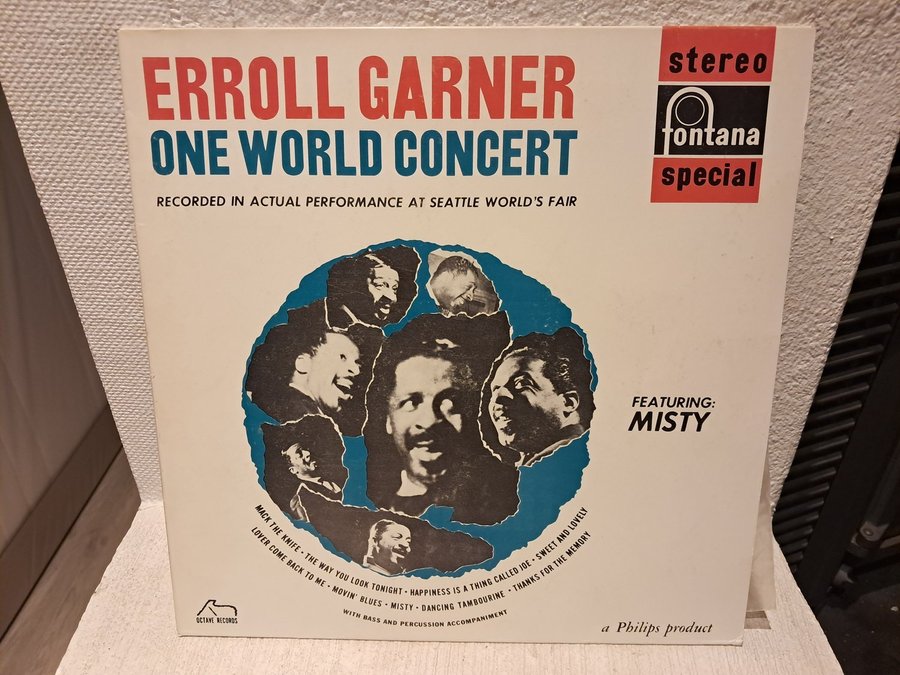 ERROLL GARNER
ONE WORLD CONCERT
RECORDED IN ACTUAL PERFORMANCE AT SEATTLE WORLD'S FAIR
stereo
fontana
special
FEATURING:
MISTY
MACK THE KNIFE • THE WAY YOU LOOK TONIGHT • HAPPINESS IS A THING CALLED JOE • SWEET AND LOVELY
LOVER COME BACK TO ME • MOVIN' BLUES • MISTY • DANCING TAMBOURINE • THANKS FOR THE MEMORY
WITH BASS AND PERCUSSION ACCOMPANIMENT
OCTAVE RECORDS
a Philips product